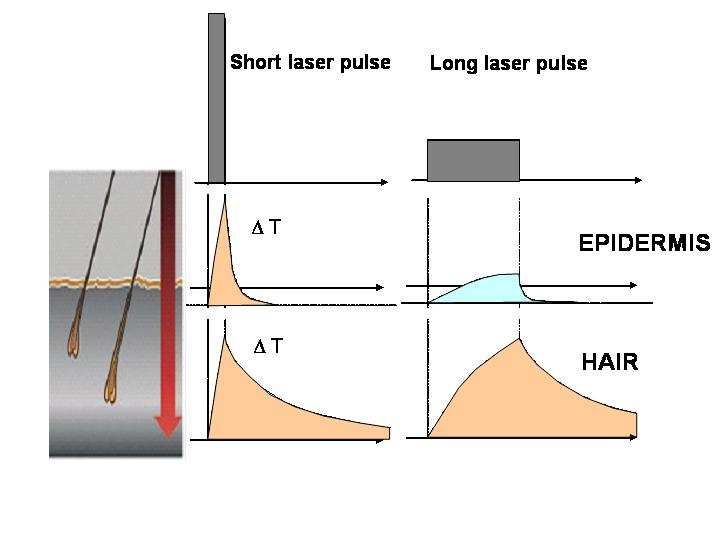 Short laser pulse
Long laser pulse
Δ T
EPIDERMIS
Δ T
HAIR